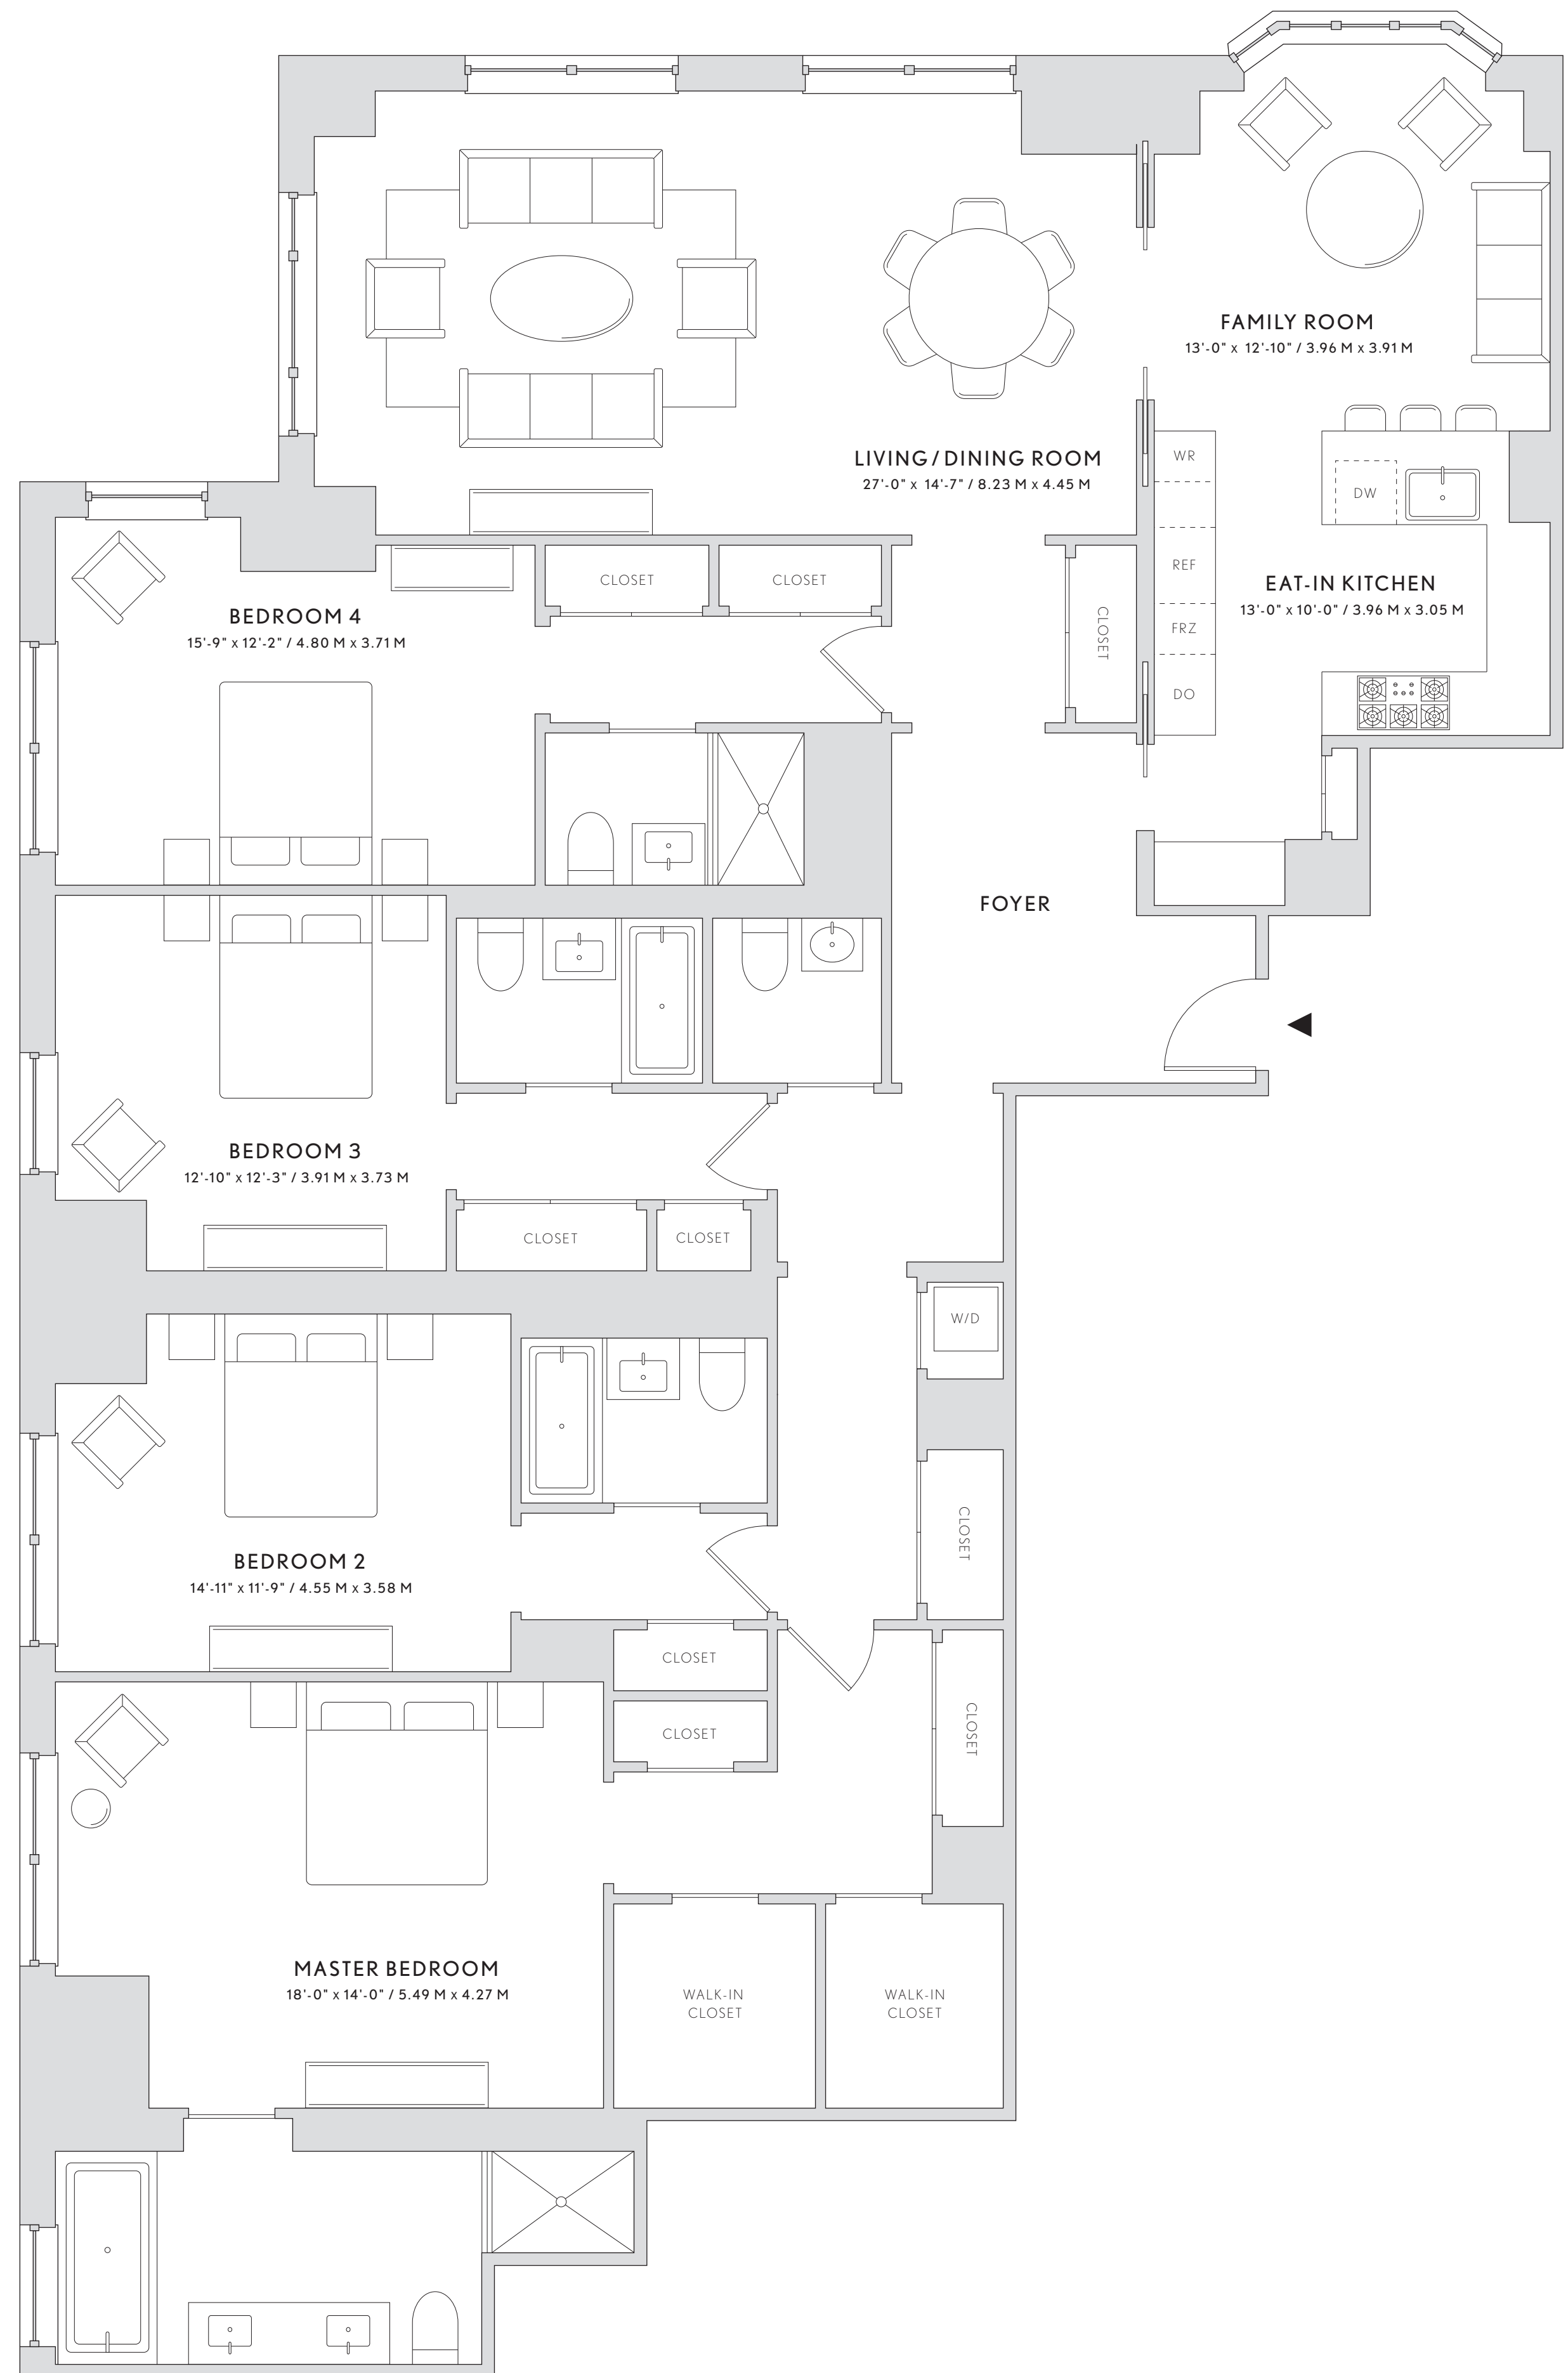 FAMILY ROOM
13'-0" x 12'-10" / 3.96 M x 3.91 M
LIVING / DINING ROOM
27'-0" x 14'-7" / 8.23 M x 4.45 M
WR
DW
REF
FRZ
DO
EAT-IN KITCHEN
13'-0" x 10'-0" / 3.96 M x 3.05 M
CLOSET
CLOSET
CLOSET
BEDROOM 4
15'-9" x 12'-2" / 4.80 M x 3.71 M
FOYER
BEDROOM 3
12'-10" x 12'-3" / 3.91 M x 3.73 M
CLOSET
CLOSET
W/D
CLOSET
BEDROOM 2
14'-11" x 11'-9" / 4.55 M x 3.58 M
CLOSET
CLOSET
CLOSET
MASTER BEDROOM
18'-0" x 14'-0" / 5.49 M x 4.27 M
WALK-IN
CLOSET
WALK-IN
CLOSET